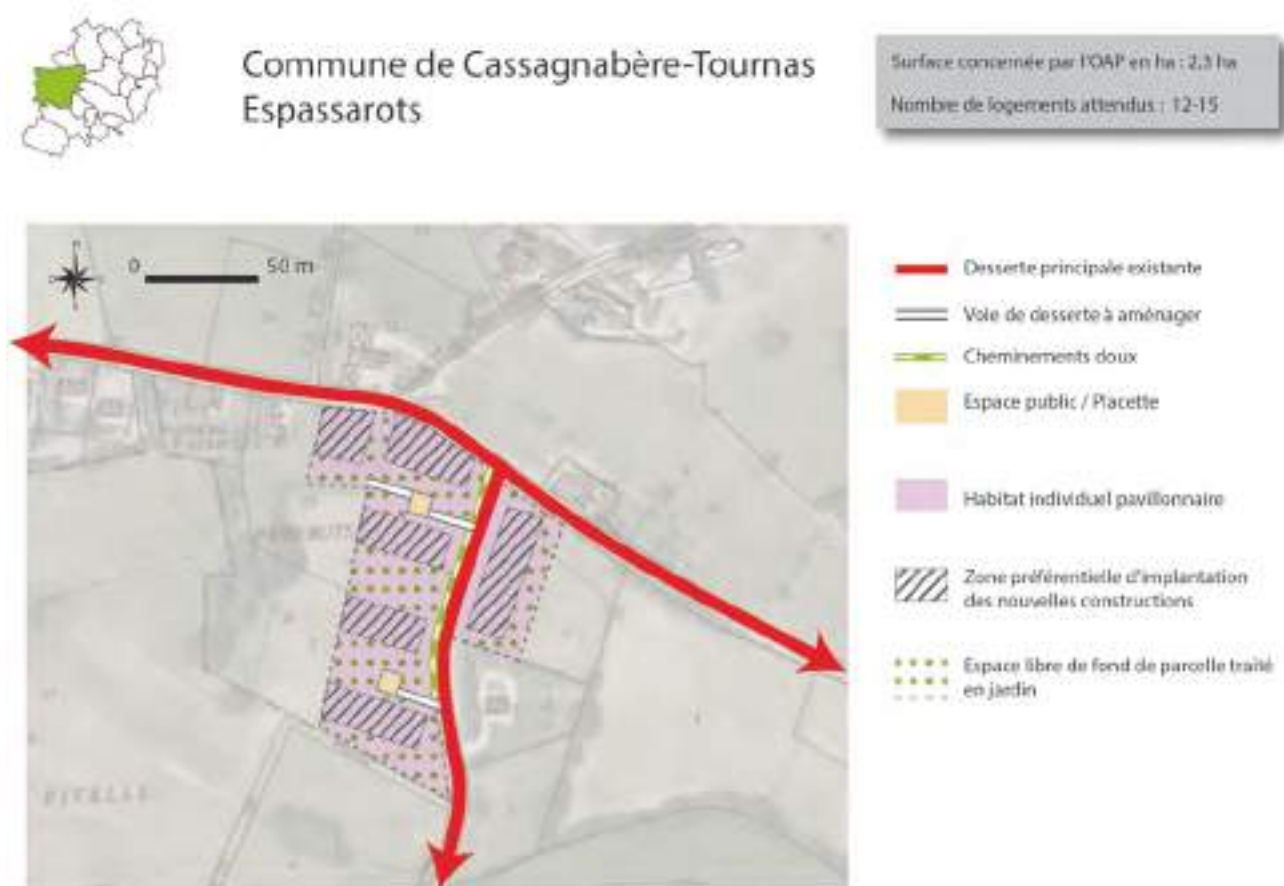 Commune de Cassagnabère-Tournas
Espassarots
Surface concernée par l'OAP en ha : 2,3 ha
Nombre de logements attendus : 12-15
0 50 m
Desserte principale existante
Voie de desserte à aménager
Cheminements doux
Espace public / Placette
Habitat individuel pavillonnaire
Zone préférentielle d'implantation
des nouvelles constructions
Espace libre de fond de parcelle traité
en jardin